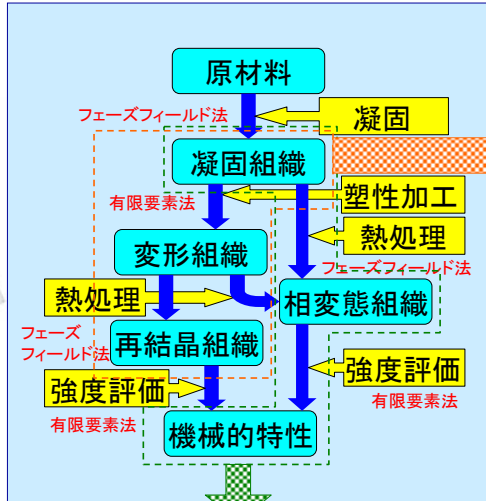 原材料
フェーズフィールド法
凝固
凝固組織
塑性加工
有限要素法
熱処理
変形組織
フェーズフィールド法
熱処理
相変態組織
フェーズ
フィールド法
再結晶組織
強度評価
強度評価
有限要素法
有限要素法
機械的特性